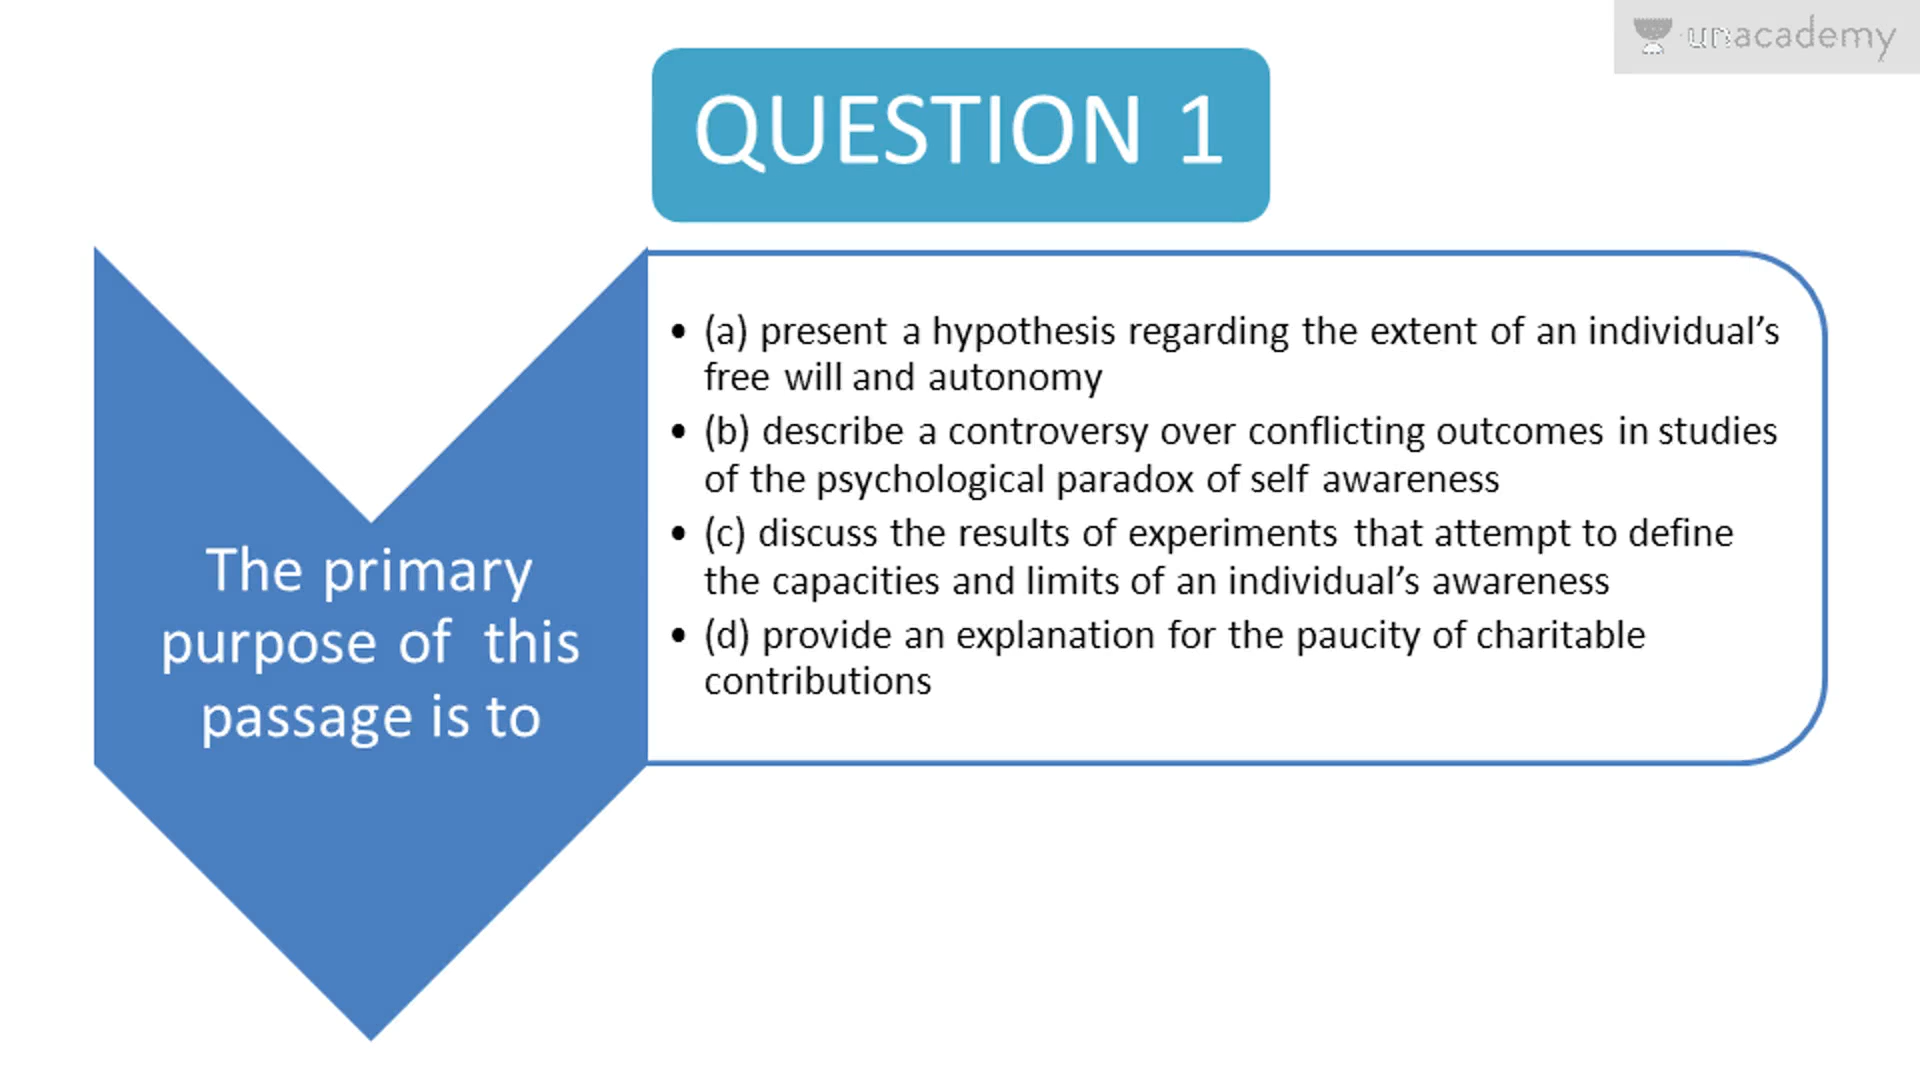 unacademy
QUESTION 1
The primary
purpose of this
passage is to
• (a) present a hypothesis regarding the extent of an individual’s
free will and autonomy
• (b) describe a controversy over conflicting outcomes in studies
of the psychological paradox of self awareness
• (c) discuss the results of experiments that attempt to define
the capacities and limits of an individual’s awareness
• (d) provide an explanation for the paucity of charitable
contributions